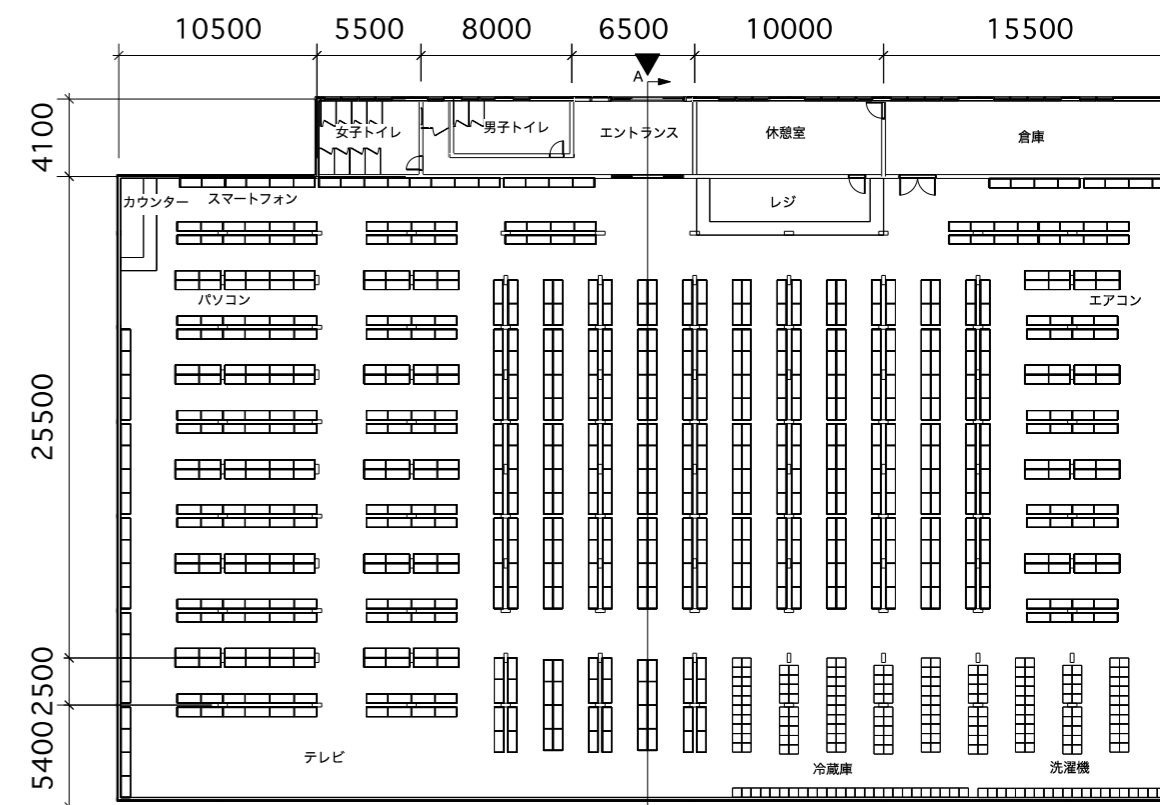 10500 5500 8000 6500 10000 15500
A
4100
女子トイレ
男子トイレ
エントランス
休憩室
倉庫
カウンター
スマートフォン
レジ
パソコン
エアコン
25500
2500
5400
テレビ
冷蔵庫
洗濯機